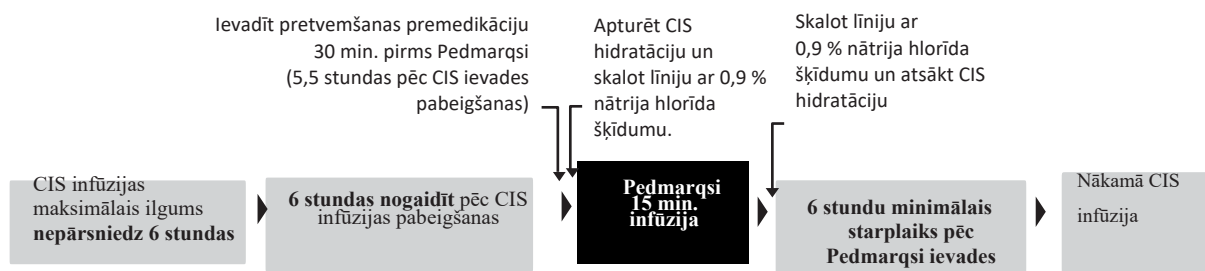 Ievadīt pretvemšanas premedikāciju
30 min. pirms Pedmarqsi
(5,5 stundas pēc CIS ievades
pabeigšanas)
Apturēt CIS
hidratāciju un
skalot līniju ar 0,9 %
nātrija hlorīda
šķīdumu.
Skalot līniju ar
0,9 % nātrija hlorīda
šķīdumu un atsākt CIS
hidratāciju
CIS infūzijas
maksimālais ilgums
nepārsniedz 6 stundas
6 stundas nogaidīt pēc CIS
infūzijas pabeigšanas
Pedmarqsi
15 min.
infūzija
6 stundu minimālais
starplaiks pēc
Pedmarqsi ievades
Nākamā CIS
infūzija